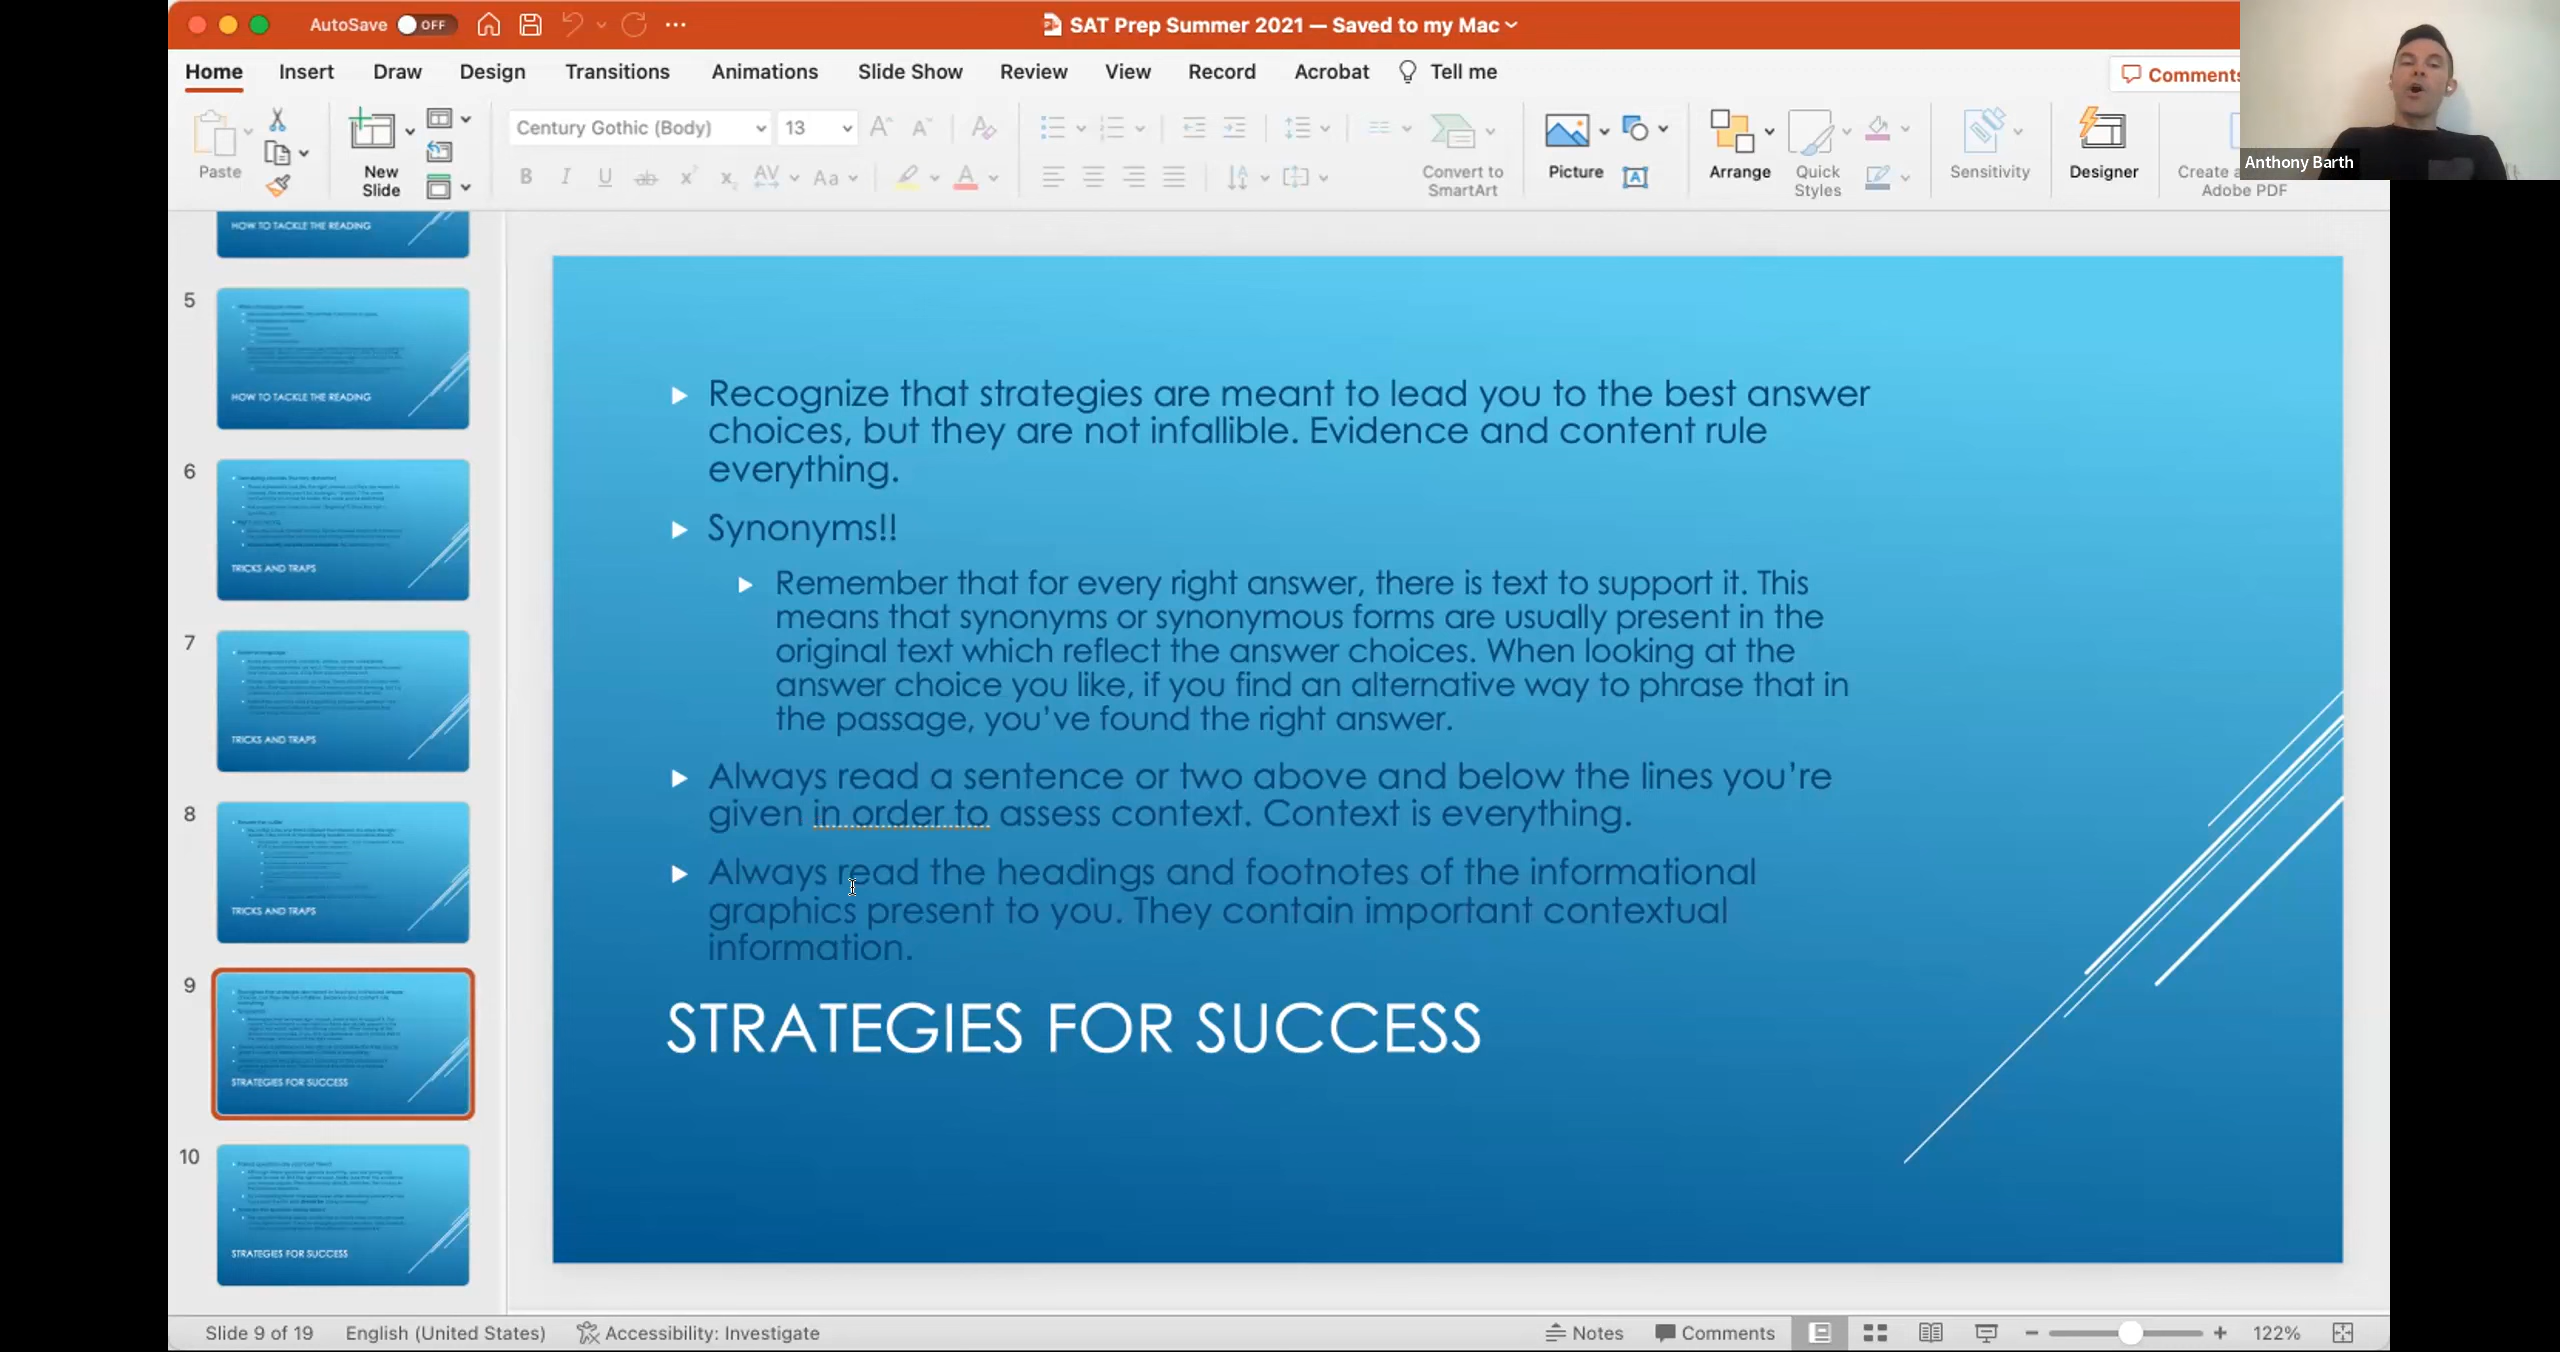 AutoSave OFF
SAT Prep Summer 2021 — Saved to my Mac
Home Insert Draw Design Transitions Animations Slide Show Review View Record Acrobat Tell me
Comments
Paste
New
Slide
Century Gothic (Body)
13
Convert to
SmartArt
Picture
Arrange
Quick
Styles
Sensitivity
Designer
Create a
Adobe PDF
Anthony Barth
HOW TO TACKLE THE READING
5
HOW TO TACKLE THE READING
6
TRICKS AND TRAPS
7
TRICKS AND TRAPS
8
TRICKS AND TRAPS
9
STRATEGIES FOR SUCCESS
10
STRATEGIES FOR SUCCESS
Recognize that strategies are meant to lead you to the best answer
choices, but they are not infallible. Evidence and content rule
everything.
Synonyms!!
Remember that for every right answer, there is text to support it. This
means that synonyms or synonymous forms are usually present in the
original text which reflect the answer choices. When looking at the
answer choice you like, if you find an alternative way to phrase that in
the passage, you've found the right answer.
Always read a sentence or two above and below the lines you're
given in order to assess context. Context is everything.
Always read the headings and footnotes of the informational
graphics present to you. They contain important contextual
information.
STRATEGIES FOR SUCCESS
Slide 9 of 19 English (United States) Accessibility: Investigate
Notes Comments 122%